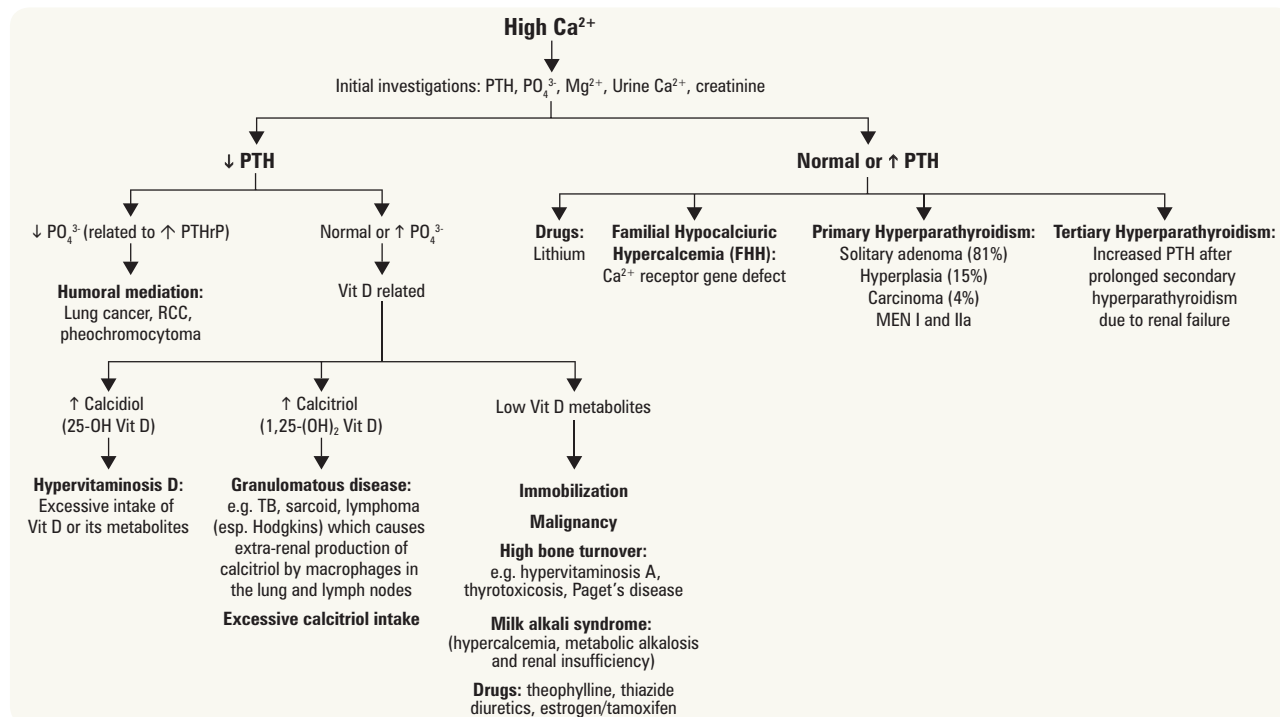 High Ca²⁺
Initial investigations: PTH, PO₄³⁻, Mg²⁺, Urine Ca²⁺, creatinine
↓ PTH
Normal or ↑ PTH
↓ PO₄³⁻ (related to ↑ PTHrP)
Humoral mediation:
Lung cancer, RCC,
pheochromocytoma
Normal or ↑ PO₄³⁻
Vit D related
Drugs:
Lithium
Familial Hypocalciuric
Hypercalcemia (FHH):
Ca²⁺ receptor gene defect
Primary Hyperparathyroidism:
Solitary adenoma (81%)
Hyperplasia (15%)
Carcinoma (4%)
MEN I and IIa
Tertiary Hyperparathyroidism:
Increased PTH after
prolonged secondary
hyperparathyroidism
due to renal failure
↑ Calcidiol
(25-OH Vit D)
Hypervitaminosis D:
Excessive intake of
Vit D or its metabolites
↑ Calcitriol
(1,25-(OH)₂ Vit D)
Granulomatous disease:
e.g. TB, sarcoid, lymphoma
(esp. Hodgkins) which causes
extra-renal production of
calcitriol by macrophages in
the lung and lymph nodes
Excessive calcitriol intake
Low Vit D metabolites
Immobilization
Malignancy
High bone turnover:
e.g. hypervitaminosis A,
thyrotoxicosis, Paget's disease
Milk alkali syndrome:
(hypercalcemia, metabolic alkalosis
and renal insufficiency)
Drugs: theophylline, thiazide
diuretics, estrogen/tamoxifen